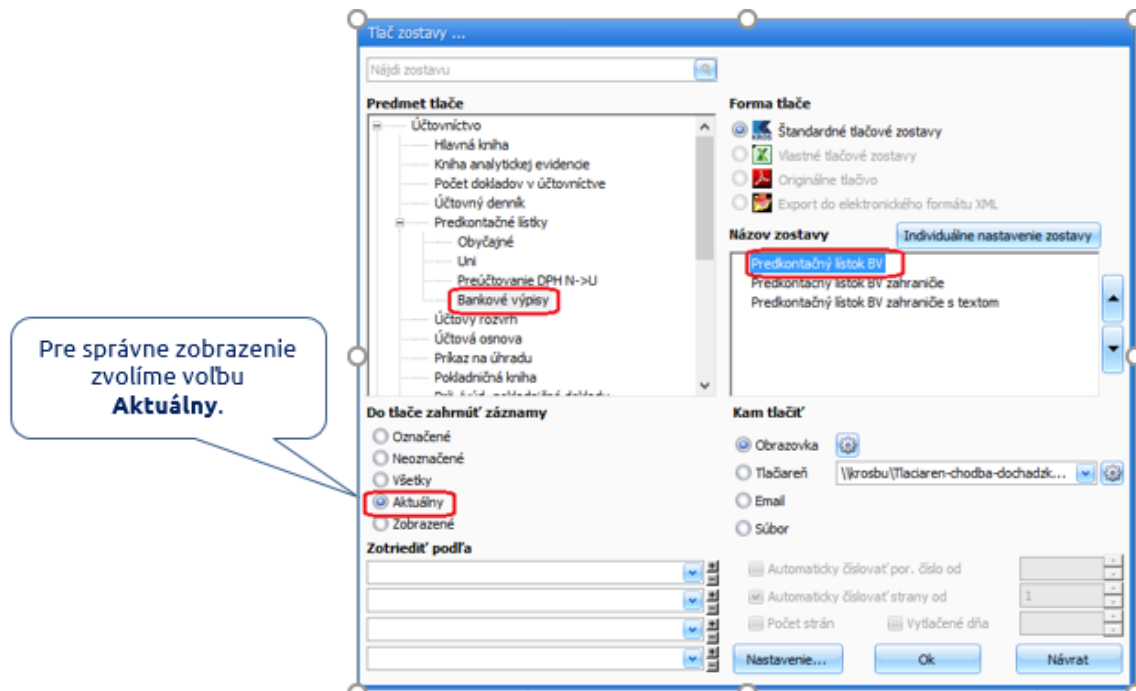 Tlač zostavy ...
Nájdi zostavu
Predmet tlače
Účtovníctvo
Hlavná kniha
Kniha analytickej evidencie
Počet dokladov v účtovníctve
Účtovný denník
Predkontačné lístky
Obyčajné
Uni
Preúčtovanie DPH N->U
Bankové výpisy
Účtový rozvrh
Účtová osnova
Príkaz na úhradu
Pokladničná kniha
Forma tlače
KROS
Štandardné tlačové zostavy
Vlastné tlačové zostavy
Originálne tlačivo
Export do elektronického formátu XML
Názov zostavy
Individuálne nastavenie zostavy
Predkontačný lístok BV
Predkontačný lístok BV zahraničie
Predkontačný lístok BV zahraničie s textom
Pre správne zobrazenie
zvolíme voľbu
Aktuálny.
Do tlače zahrnúť záznamy
Označené
Neoznačené
Všetky
Aktuálny
Zobrazené
Zotriediť podľa
Kam tlačiť
Obrazovka
Tlačiareň
\\krosbu\Tlaciaren-chodba-dochadzk...
Email
Súbor
Automaticky číslovať por. číslo od
Automaticky číslovať strany od
1
Počet strán
Vytlačené dňa
Nastavenie...
Ok
Návrat